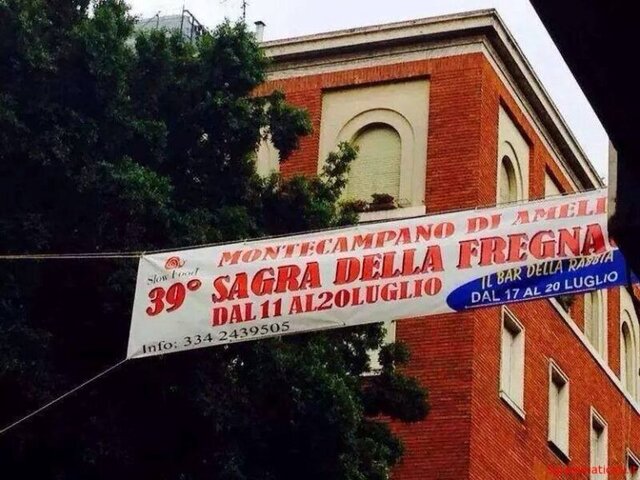 MONTECAMPANO DI AMELI
Slow Food
39° SAGRA DELLA FREGNA
DAL 11 AL 20 LUGLIO
IL BAR DELLA RABBIA
DAL 17 AL 20 LUGLIO
Info: 334 2439505